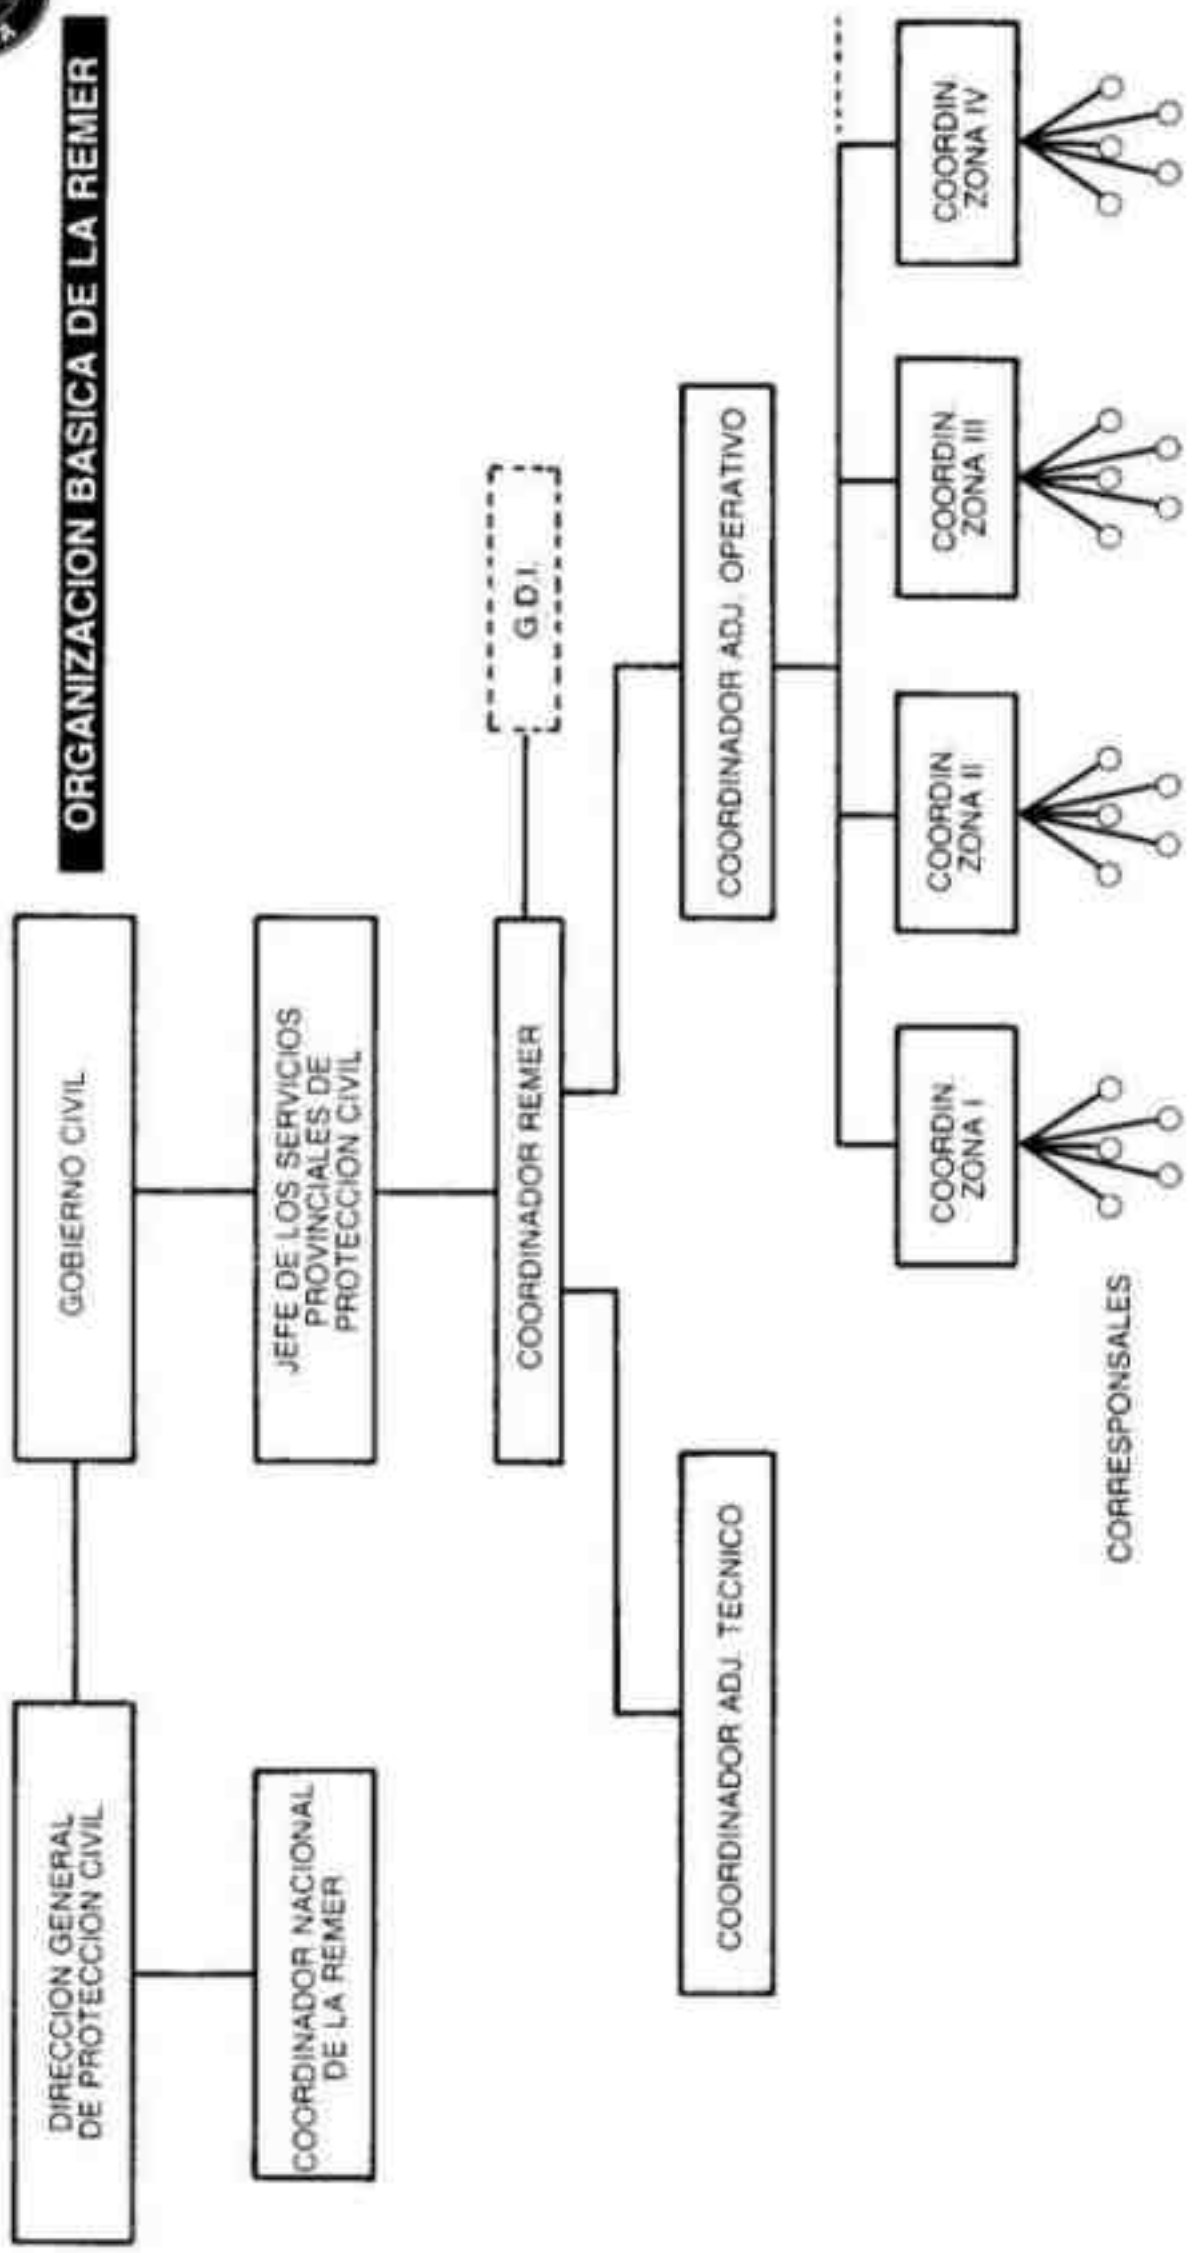 ORGANIZACION BASICA DE LA REMER
DIRECCION GENERAL
DE PROTECCION CIVIL
GOBIERNO CIVIL
COORDINADOR NACIONAL
DE LA REMER
JEFE DE LOS SERVICIOS
PROVINCIALES DE
PROTECCION CIVIL
COORDINADOR REMER
G.D.I.
COORDINADOR ADJ. TECNICO
COORDINADOR ADJ. OPERATIVO
COORDIN.
ZONA I
COORDIN.
ZONA II
COORDIN.
ZONA III
COORDIN.
ZONA IV
CORRESPONSALES